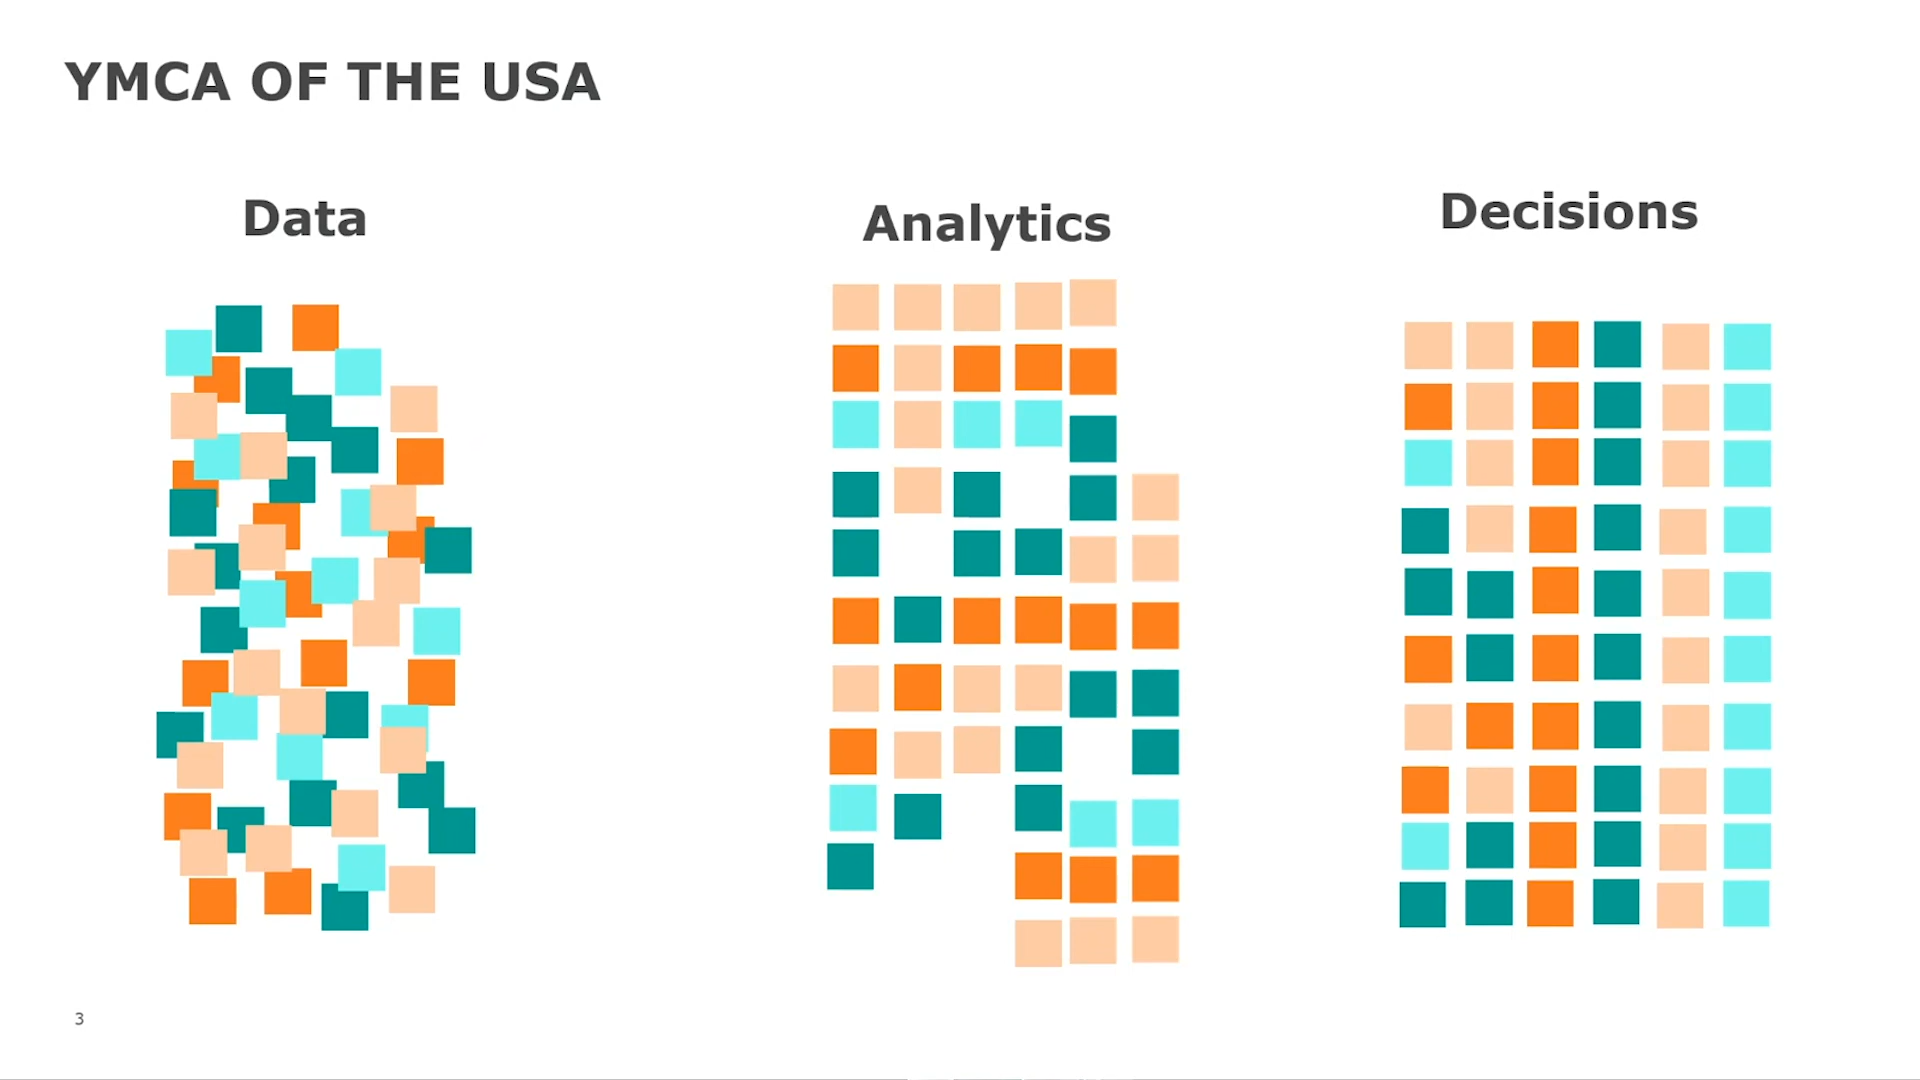 YMCA OF THE USA
Data
Analytics
Decisions
3